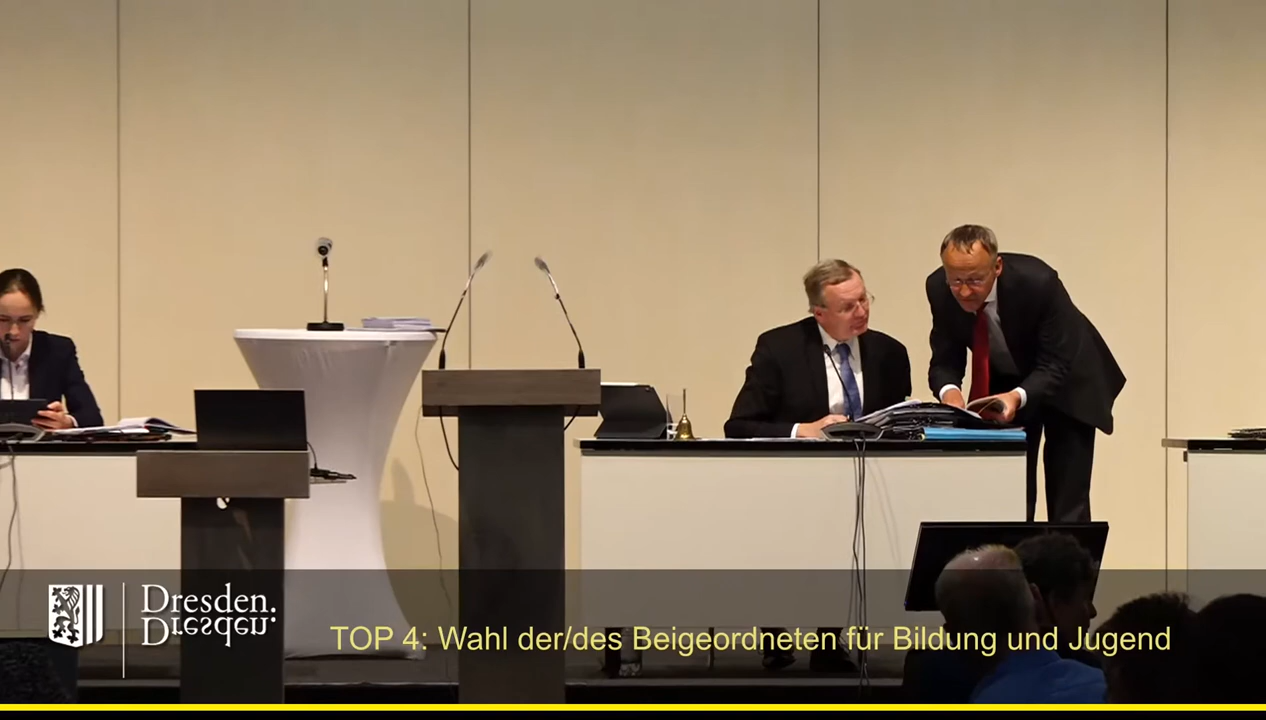 Dresden.
Dresden.
TOP 4: Wahl der/des Beigeordneten für Bildung und Jugend